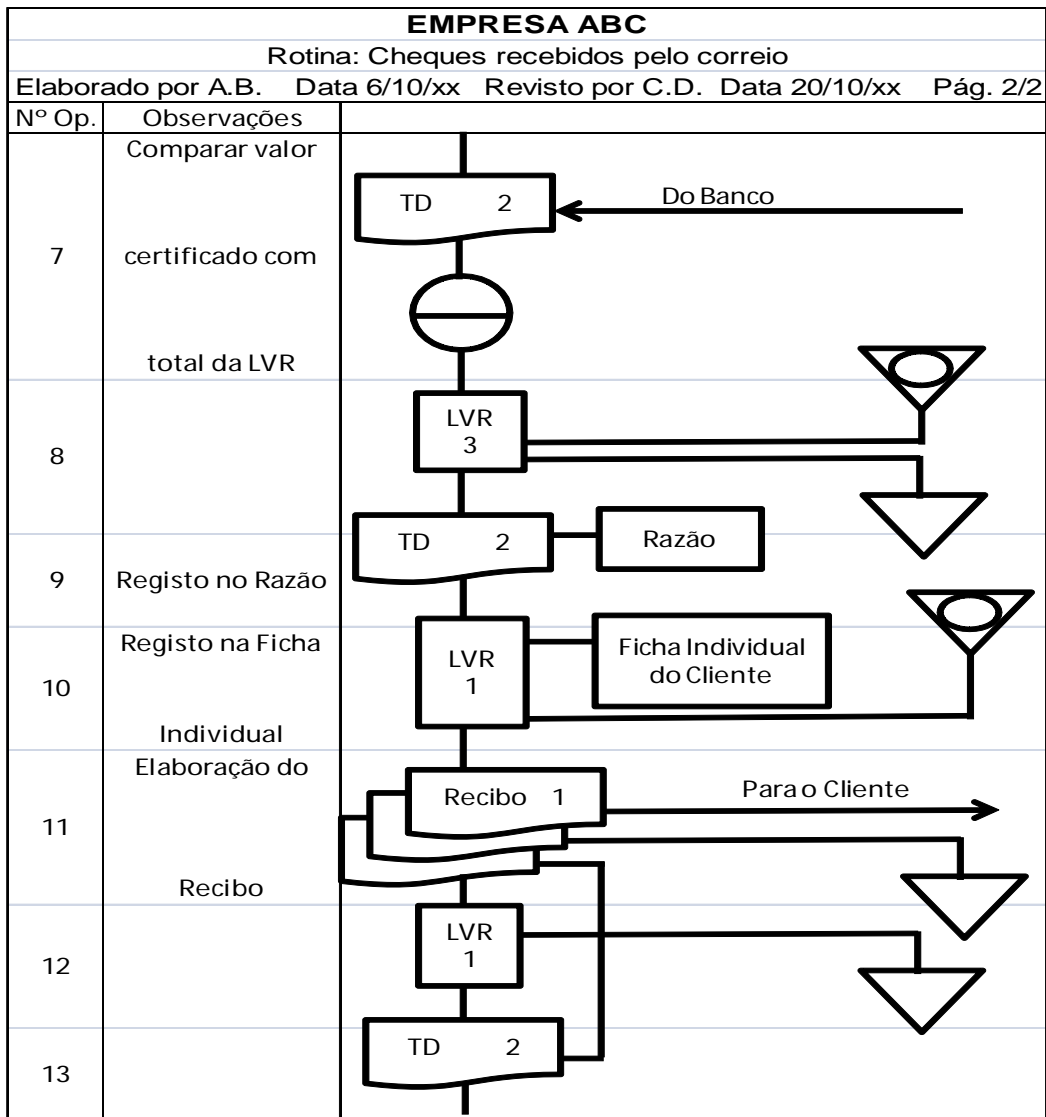 EMPRESA ABC
Rotina: Cheques recebidos pelo correio
Elaborado por A.B. Data 6/10/xx Revisto por C.D. Data 20/10/xx Pág. 2/2
Nº Op. Observações
Comparar valor
TD 2
Do Banco
7 certificado com
total da LVR
LVR
3
8
TD 2
Razão
9 Registo no Razão
Registo na Ficha
LVR
1
Ficha Individual
do Cliente
10
Individual
Elaboração do
Recibo 1
Para o Cliente
11
Recibo
LVR
1
12
TD 2
13